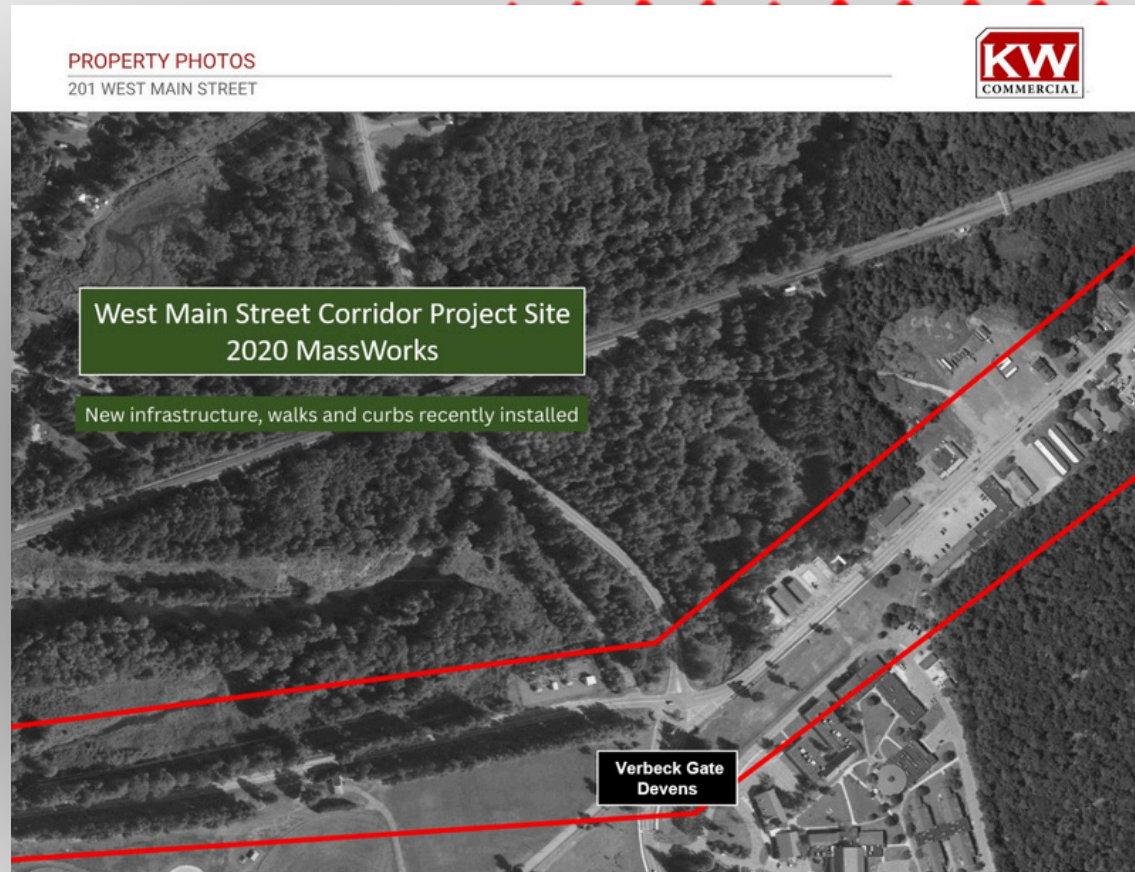 PROPERTY PHOTOS
201 WEST MAIN STREET
KW
COMMERCIAL
West Main Street Corridor Project Site
2020 MassWorks
New infrastructure, walks and curbs recently installed
Verbeck Gate
Devens